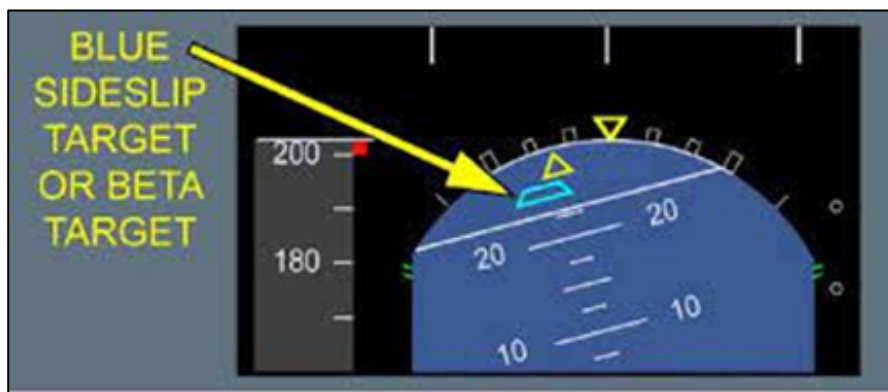 BLUE
SIDESLIP
TARGET
OR BETA
TARGET
200
180
20 20
10 10